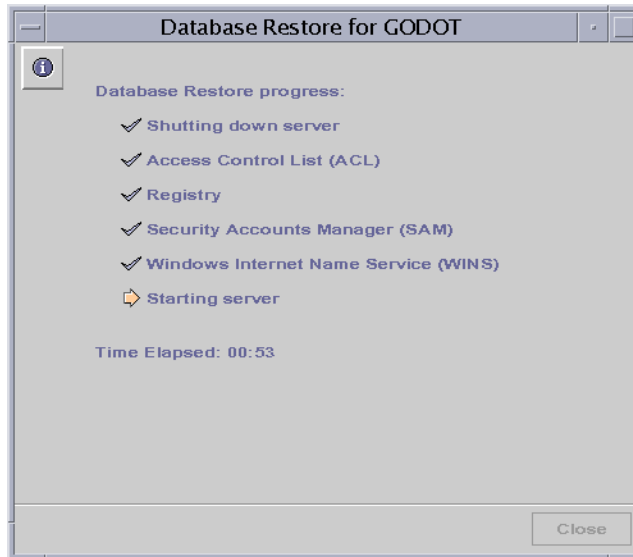 Database Restore for GODOT
Database Restore progress:
Shutting down server
Access Control List (ACL)
Registry
Security Accounts Manager (SAM)
Windows Internet Name Service (WINS)
Starting server
Time Elapsed: 00:53
Close